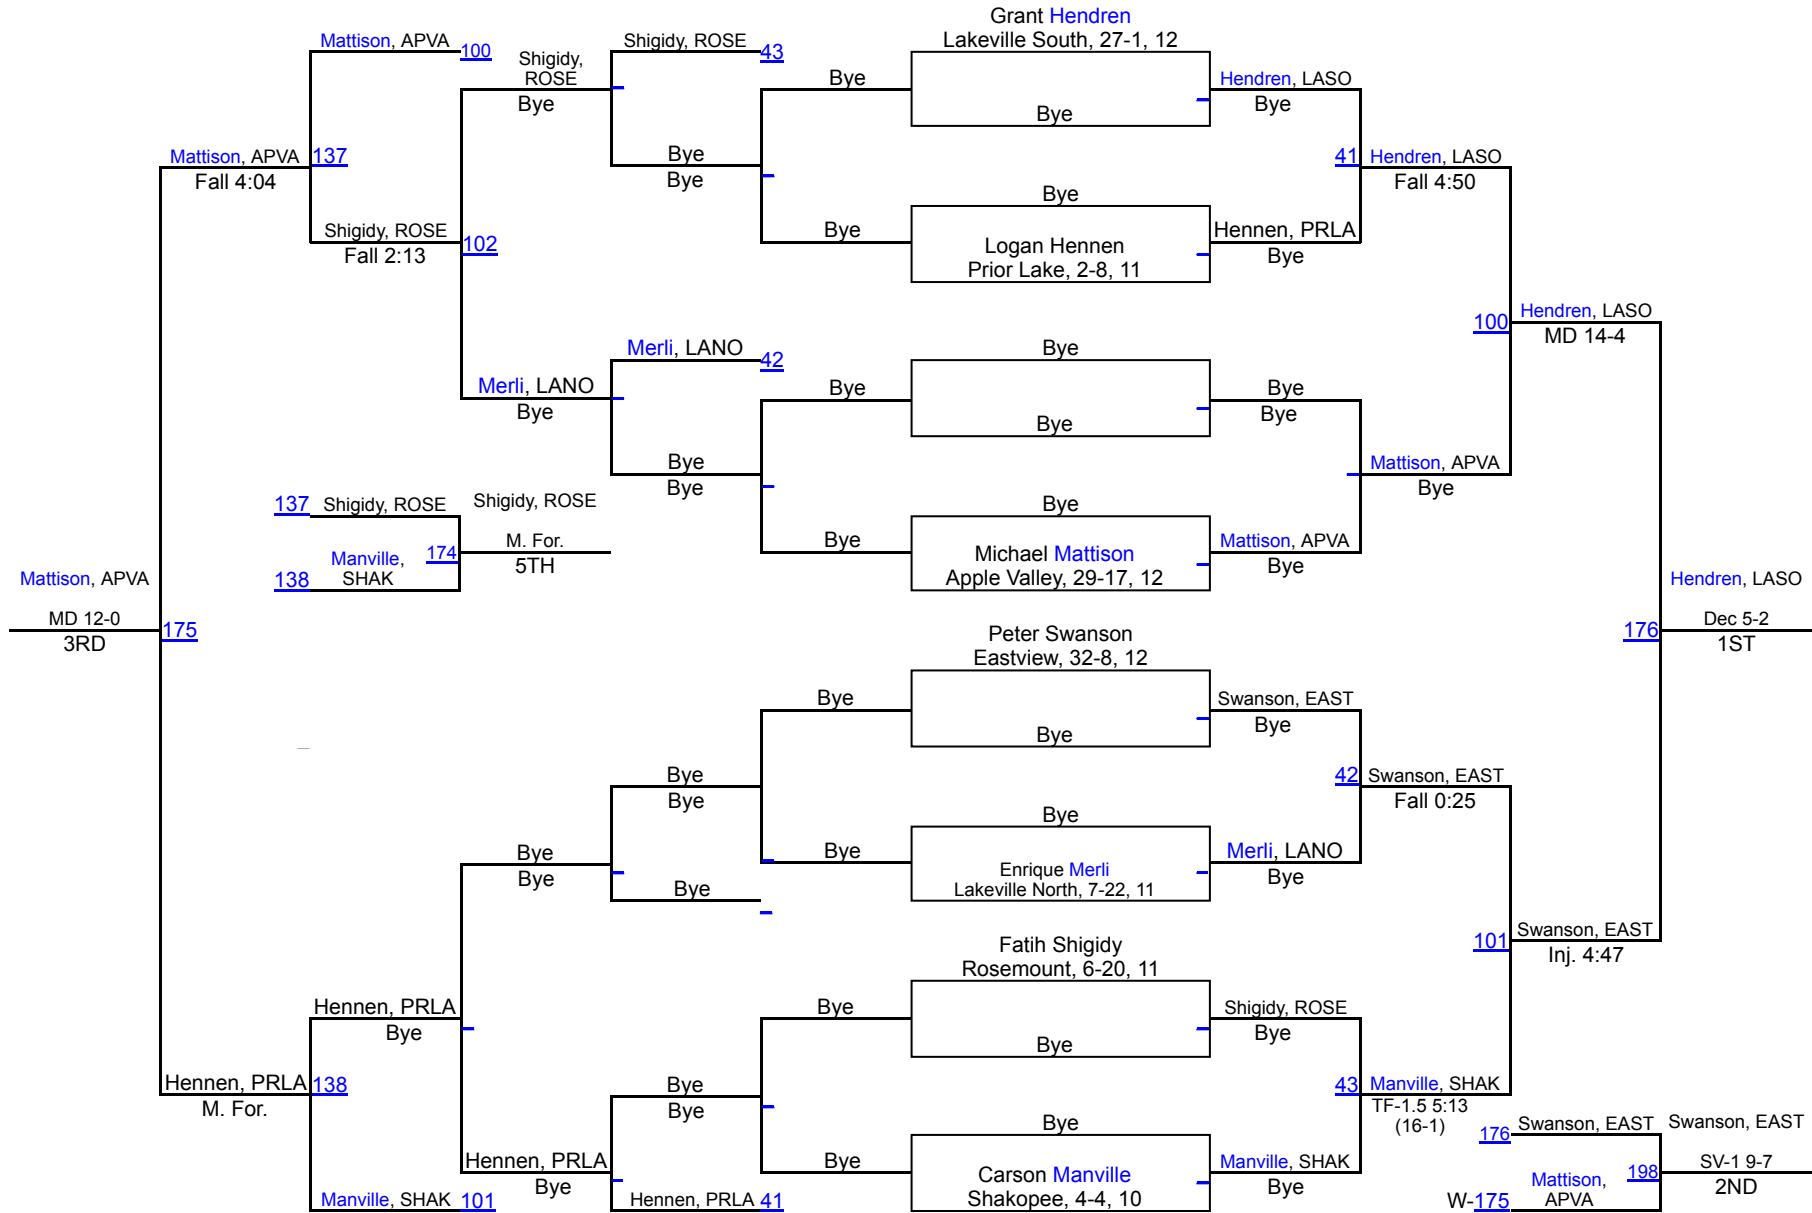 Grant Hendren
Lakeville South, 27-1, 12
Mattison, APVA
100
Shigidy, ROSE
43
Shigidy,
ROSE
Bye
Bye
Bye
Hendren, LASO
Bye
Mattison, APVA
137
Fall 4:04
Bye
Bye
41
Hendren, LASO
Fall 4:50
Bye
Shigidy, ROSE
102
Fall 2:13
Bye
Logan Hennen
Prior Lake, 2-8, 11
Hennen, PRLA
Bye
100
Hendren, LASO
MD 14-4
Merli, LANO
42
Bye
Merli, LANO
Bye
Bye
Bye
Bye
Bye
Bye
Bye
Mattison, APVA
Bye
137
Shigidy, ROSE
Shigidy, ROSE
Bye
Manville,
SHAK
138
174
M. For.
5TH
Bye
Michael Mattison
Apple Valley, 29-17, 12
Mattison, APVA
Bye
Mattison, APVA
MD 12-0
3RD
175
Hendren, LASO
176
Dec 5-2
1ST
Peter Swanson
Eastview, 32-8, 12
Bye
Swanson, EAST
Bye
Bye
Bye
Bye
42
Swanson, EAST
Fall 0:25
Bye
Bye
Bye
Bye
Bye
Enrique Merli
Lakeville North, 7-22, 11
Merli, LANO
Bye
101
Swanson, EAST
Inj. 4:47
Fatih Shigidy
Rosemount, 6-20, 11
Hennen, PRLA
Bye
Bye
Bye
Shigidy, ROSE
Bye
Hennen, PRLA
138
M. For.
Bye
Bye
43
Manville, SHAK
TF-1.5 5:13
(16-1)
Bye
Hennen, PRLA
Bye
Bye
Carson Manville
Shakopee, 4-4, 10
Manville, SHAK
Bye
Manville, SHAK
101
Hennen, PRLA
41
176
Swanson, EAST
Swanson, EAST
Mattison,
APVA
W-175
198
SV-1 9-7
2ND